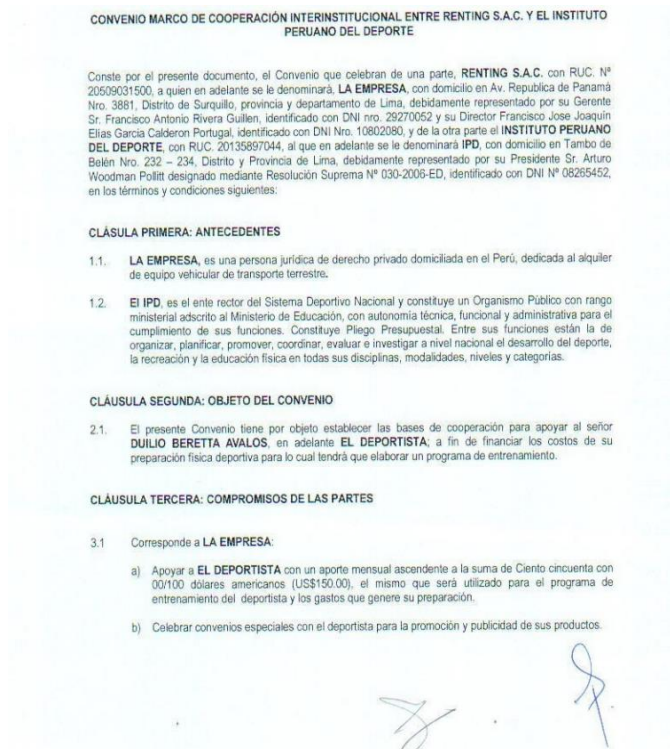 CONVENIO MARCO DE COOPERACIÓN INTERINSTITUCIONAL ENTRE RENTING S.A.C. Y EL INSTITUTO
PERUANO DEL DEPORTE
Conste por el presente documento, el Convenio que celebran de una parte, RENTING S.A.C. con RUC. Nº
20509031500, a quien en adelante se le denominará, LA EMPRESA, con domicilio en Av. Republica de Panamá
Nro. 3881, Distrito de Surquillo, provincia y departamento de Lima, debidamente representado por su Gerente
Sr. Francisco Antonio Rivera Guillen, identificado con DNI nro. 29270052 y su Director Francisco Jose Joaquín
Elías Garcia Calderon Portugal, identificado con DNI Nro. 10802080, y de la otra parte el INSTITUTO PERUANO
DEL DEPORTE, con RUC. 20135897044, al que en adelante se le denominará IPD, con domicilio en Tambo de
Belén Nro. 232 – 234, Distrito y Provincia de Lima, debidamente representado por su Presidente Sr. Arturo
Woodman Pollitt designado mediante Resolución Suprema Nº 030-2006-ED, identificado con DNI Nº 08265452,
en los términos y condiciones siguientes:
CLÁSULA PRIMERA: ANTECEDENTES
1.1. LA EMPRESA, es una persona jurídica de derecho privado domiciliada en el Perú, dedicada al alquiler
de equipo vehicular de transporte terrestre.
1.2. El IPD, es el ente rector del Sistema Deportivo Nacional y constituye un Organismo Público con rango
ministerial adscrito al Ministerio de Educación, con autonomía técnica, funcional y administrativa para el
cumplimiento de sus funciones. Constituye Pliego Presupuestal. Entre sus funciones están la de
organizar, planificar, promover, coordinar, evaluar e investigar a nivel nacional el desarrollo del deporte,
la recreación y la educación física en todas sus disciplinas, modalidades, niveles y categorías.
CLÁUSULA SEGUNDA: OBJETO DEL CONVENIO
2.1. El presente Convenio tiene por objeto establecer las bases de cooperación para apoyar al señor
DUILIO BERETTA AVALOS, en adelante EL DEPORTISTA; a fin de financiar los costos de su
preparación física deportiva para lo cual tendrá que elaborar un programa de entrenamiento.
CLÁUSULA TERCERA: COMPROMISOS DE LAS PARTES
3.1 Corresponde a LA EMPRESA:
a) Apoyar a EL DEPORTISTA con un aporte mensual ascendente a la suma de Ciento cincuenta con
00/100 dólares americanos (US$150.00), el mismo que será utilizado para el programa de
entrenamiento del deportista y los gastos que genere su preparación.
b) Celebrar convenios especiales con el deportista para la promoción y publicidad de sus productos.